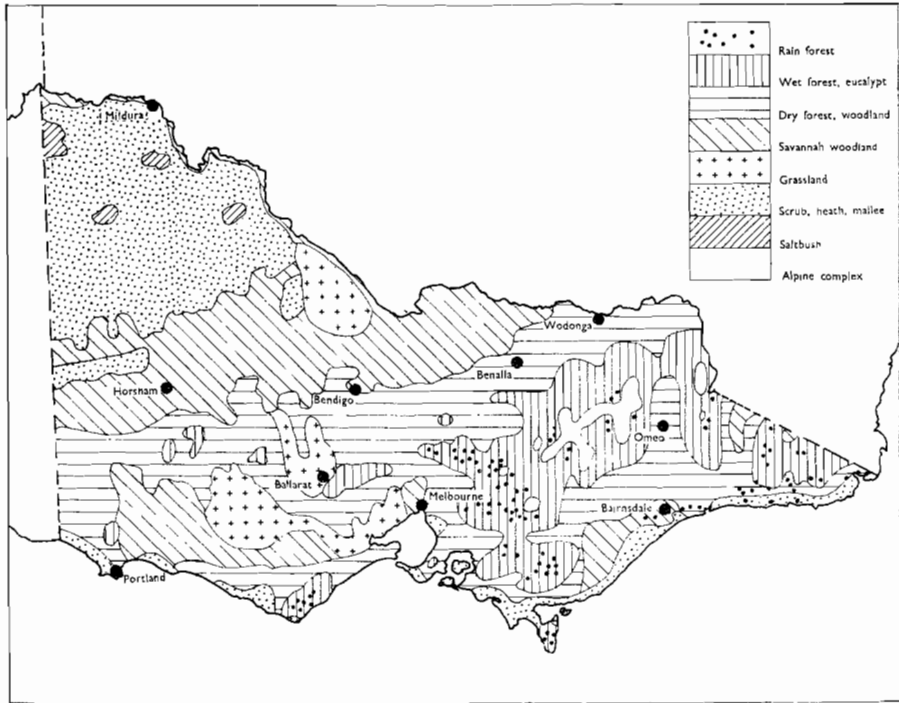 Rain forest
Wet forest, eucalypt
Dry forest, woodland
Savannah woodland
Grassland
Scrub, heath, mallee
Saltbush
Alpine complex
Mildura
Wodonga
Benalla
Horsham
Bendigo
Omeo
Ballarat
Melbourne
Bairnsdale
Portland